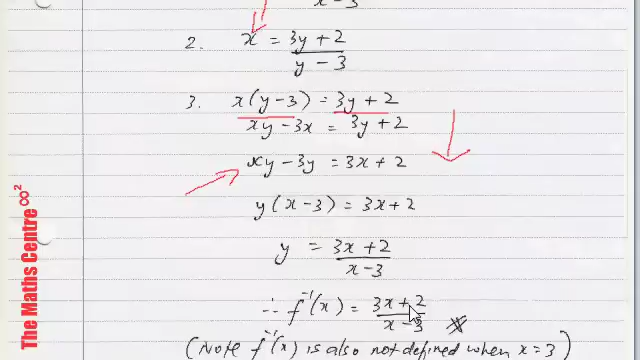 x - 3
2. x = 3y + 2 / y - 3
3. x(y - 3) = 3y + 2
xy - 3x = 3y + 2
xy - 3y = 3x + 2
y(x - 3) = 3x + 2
y = 3x + 2 / x - 3
∴ f⁻¹(x) = 3x + 2 / x - 3
(Note f⁻¹(x) is also not defined when x = 3)
The Maths Centre ∞²